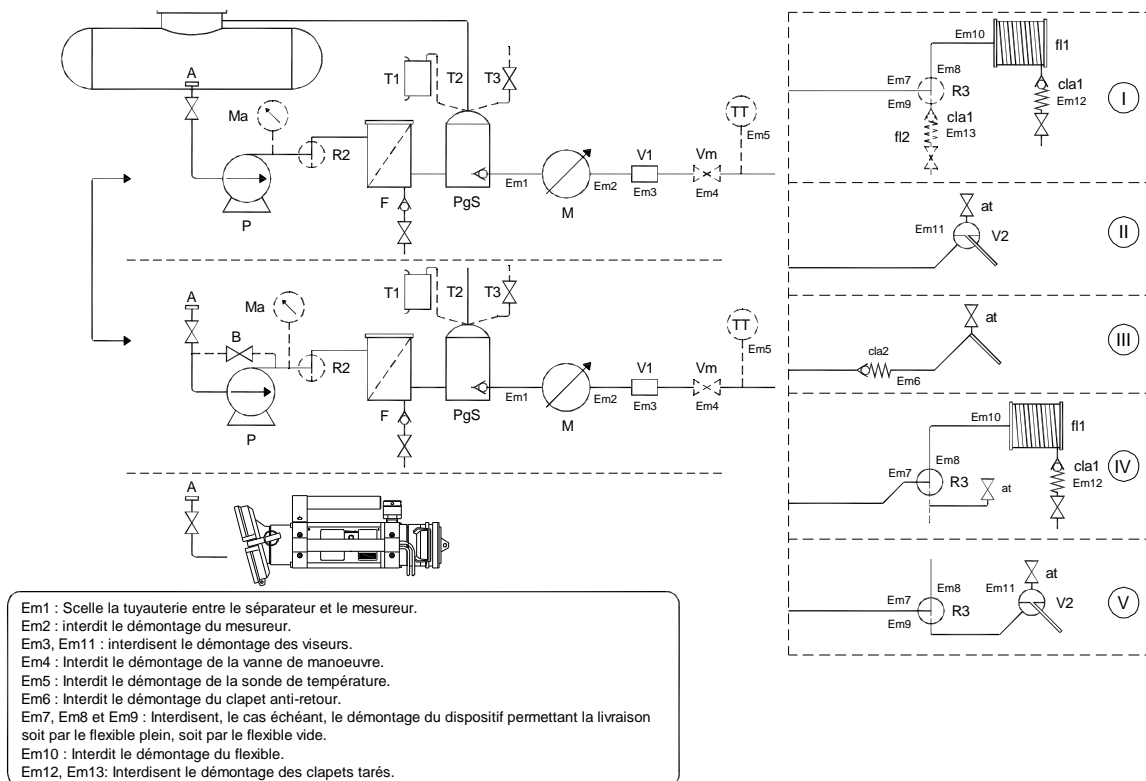 A
Ma
R2
P
F
T1
T2
T3
PgS
Em1
M
Em2
V1
Em3
Vm
Em4
TT
Em5
A
B
Ma
R2
P
F
T1
T2
T3
PgS
Em1
M
Em2
V1
Em3
Vm
Em4
TT
Em5
A
Em10
fl1
Em7
Em8
R3
Em9
cla1
Em12
cla1
Em13
fl2
I
at
Em11
V2
II
at
cla2
Em6
III
Em10
fl1
Em8
Em7
R3
at
cla1
Em12
IV
Em8
Em7
R3
Em9
Em11
at
V2
V
Em1 : Scelle la tuyauterie entre le séparateur et le mesureur.
Em2 : interdit le démontage du mesureur.
Em3, Em11 : interdisent le démontage des viseurs.
Em4 : Interdit le démontage de la vanne de manoeuvre.
Em5 : Interdit le démontage de la sonde de température.
Em6 : Interdit le démontage du clapet anti-retour.
Em7, Em8 et Em9 : Interdisent, le cas échéant, le démontage du dispositif permettant la livraison
soit par le flexible plein, soit par le flexible vide.
Em10 : Interdit le démontage du flexible.
Em12, Em13: Interdisent le démontage des clapets tarés.